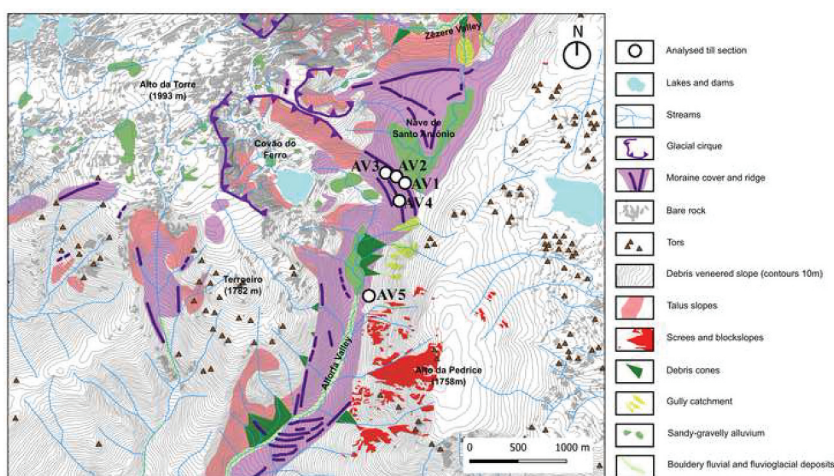 Zêzere Valley
N
Alto da Torre
(1993 m)
Nave de
Santo António
Covão do
Ferro
AV3
AV2
AV1
AV4
Terroeiro
(1782 m)
AV5
Alforfa Valley
Alto da Pedrice
(1758m)
0 500 1000 m
Analysed till section
Lakes and dams
Streams
Glacial cirque
Moraine cover and ridge
Bare rock
Tors
Debris veneered slope (contours 10m)
Talus slopes
Screes and blockslopes
Debris cones
Gully catchment
Sandy-gravelly alluvium
Bouldery fluvial and fluvioglacial deposits